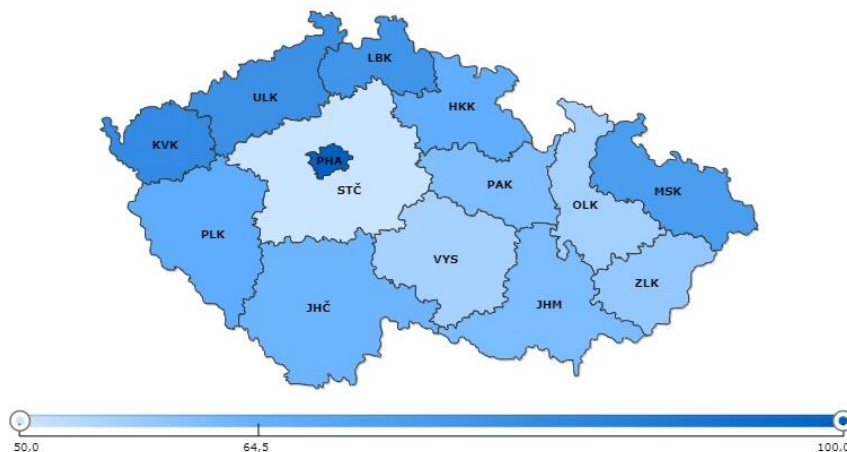 LBK
ULK
HKK
KVK
PHA
PAK
MSK
STČ
OLK
PLK
VYS
ZLK
JHČ
JHM
50,0 64,5 100,0